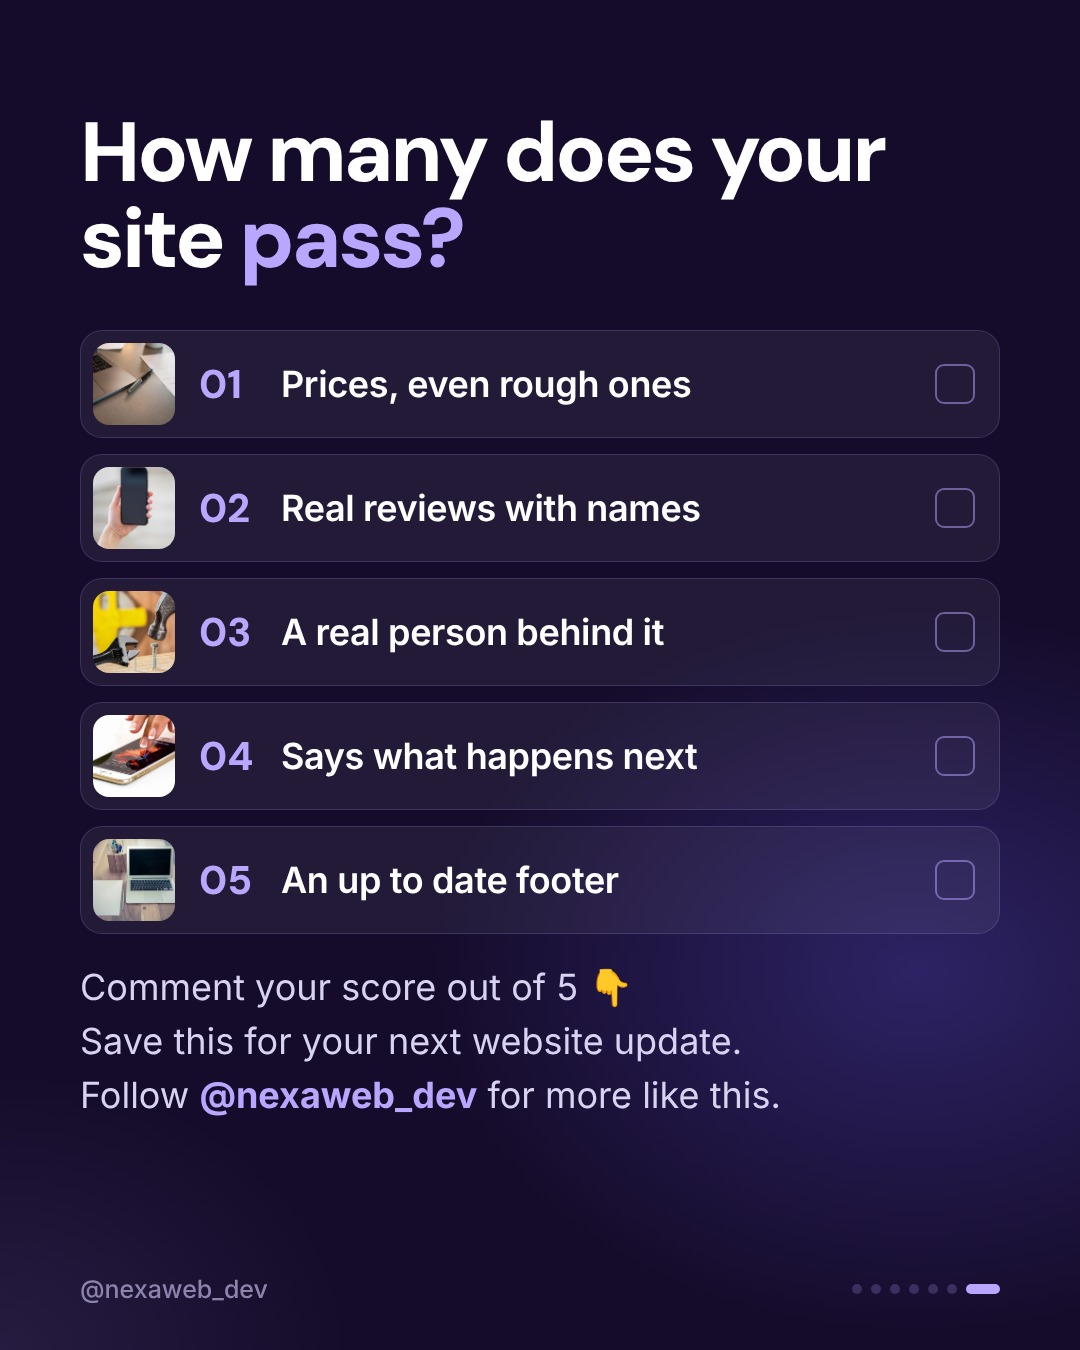 How many does your
site pass?
01 Prices, even rough ones
02 Real reviews with names
03 A real person behind it
04 Says what happens next
05 An up to date footer
Comment your score out of 5 👇
Save this for your next website update.
Follow @nexaweb_dev for more like this.
@nexaweb_dev